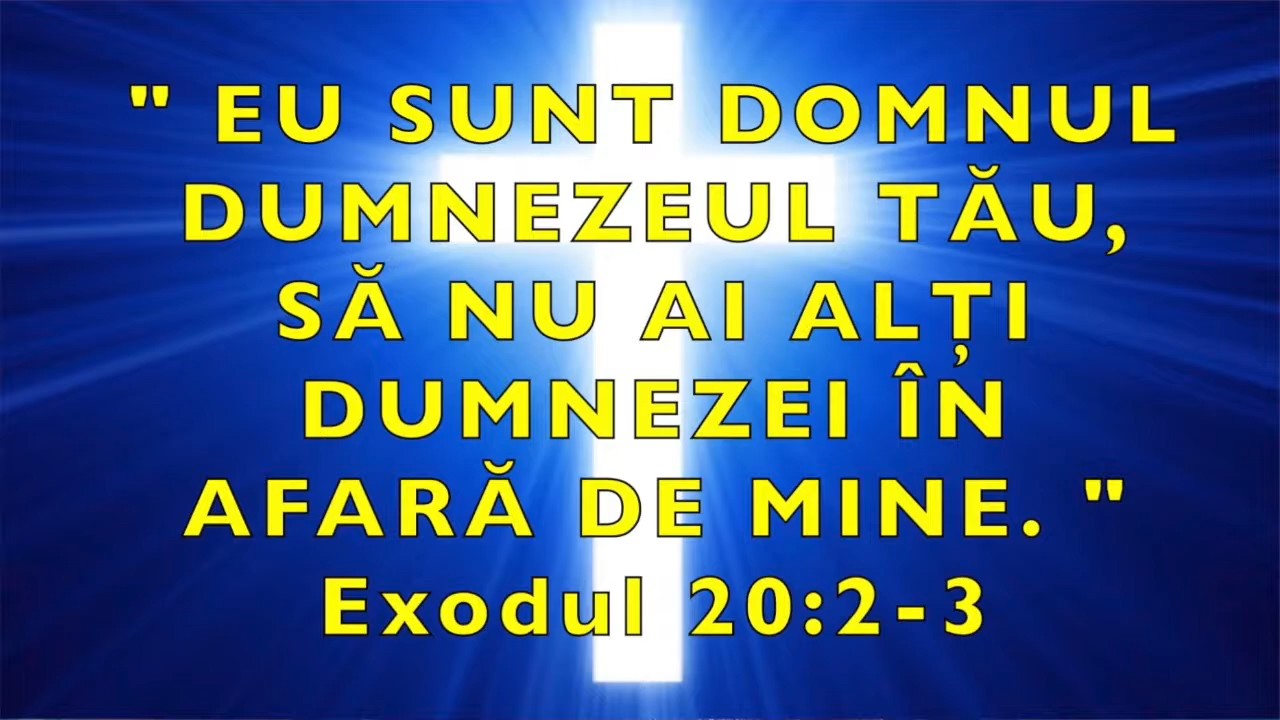 " EU SUNT DOMNUL
DUMNEZEUL TĂU,
SĂ NU AI ALȚI
DUMNEZEI ÎN
AFARĂ DE MINE. "
Exodul 20:2-3